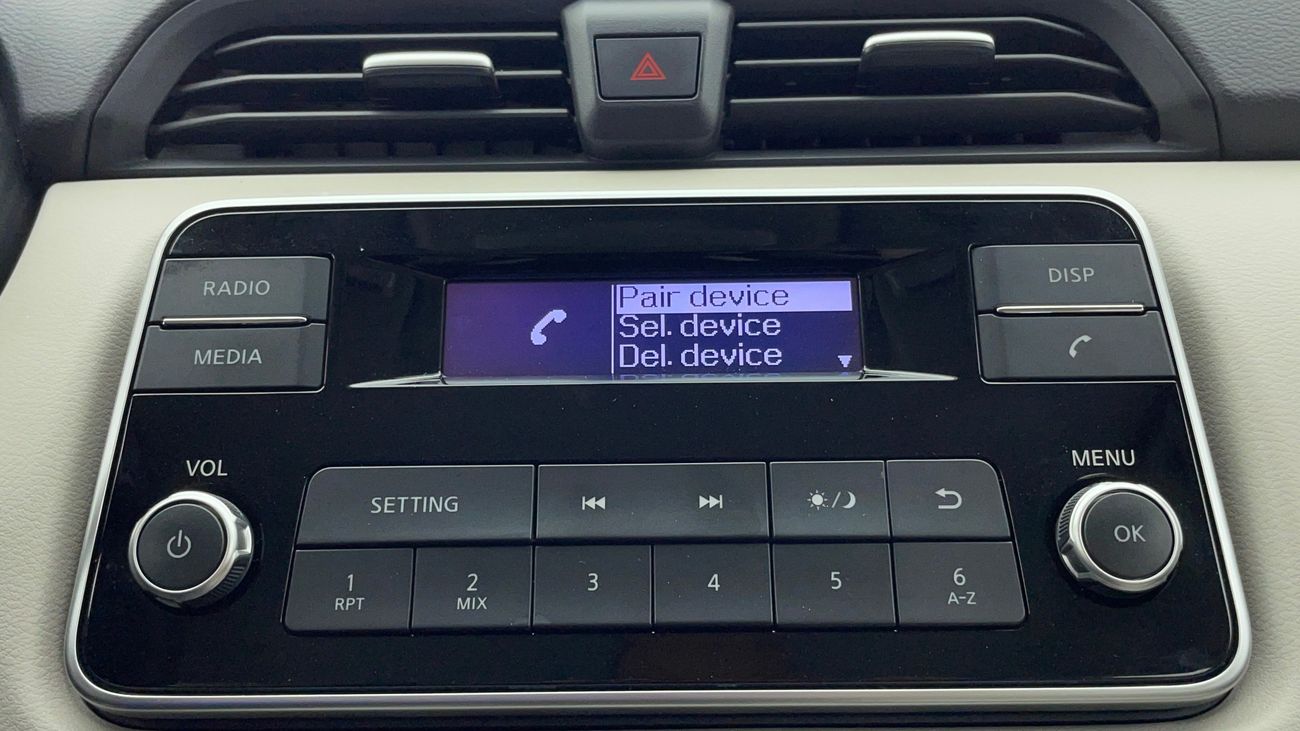 RADIO
MEDIA
Pair device
Sel. device
Del. device
DISP
VOL
MENU
SETTING
OK
1
RPT
2
MIX
3
4
5
6
A-Z